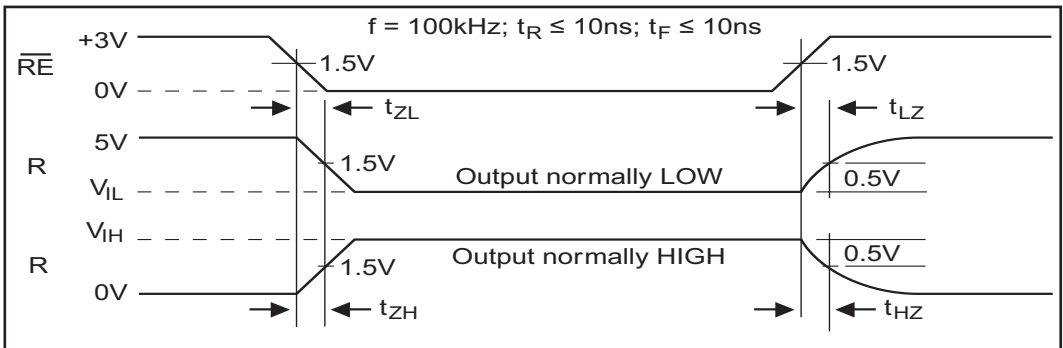 f = 100kHz; tR ≤ 10ns; tF ≤ 10ns
+3V
RE
1.5V
1.5V
0V
tZL
tLZ
5V
R
1.5V
Output normally LOW
0.5V
VIL
VIH
R
1.5V
Output normally HIGH
0.5V
0V
tZH
tHZ